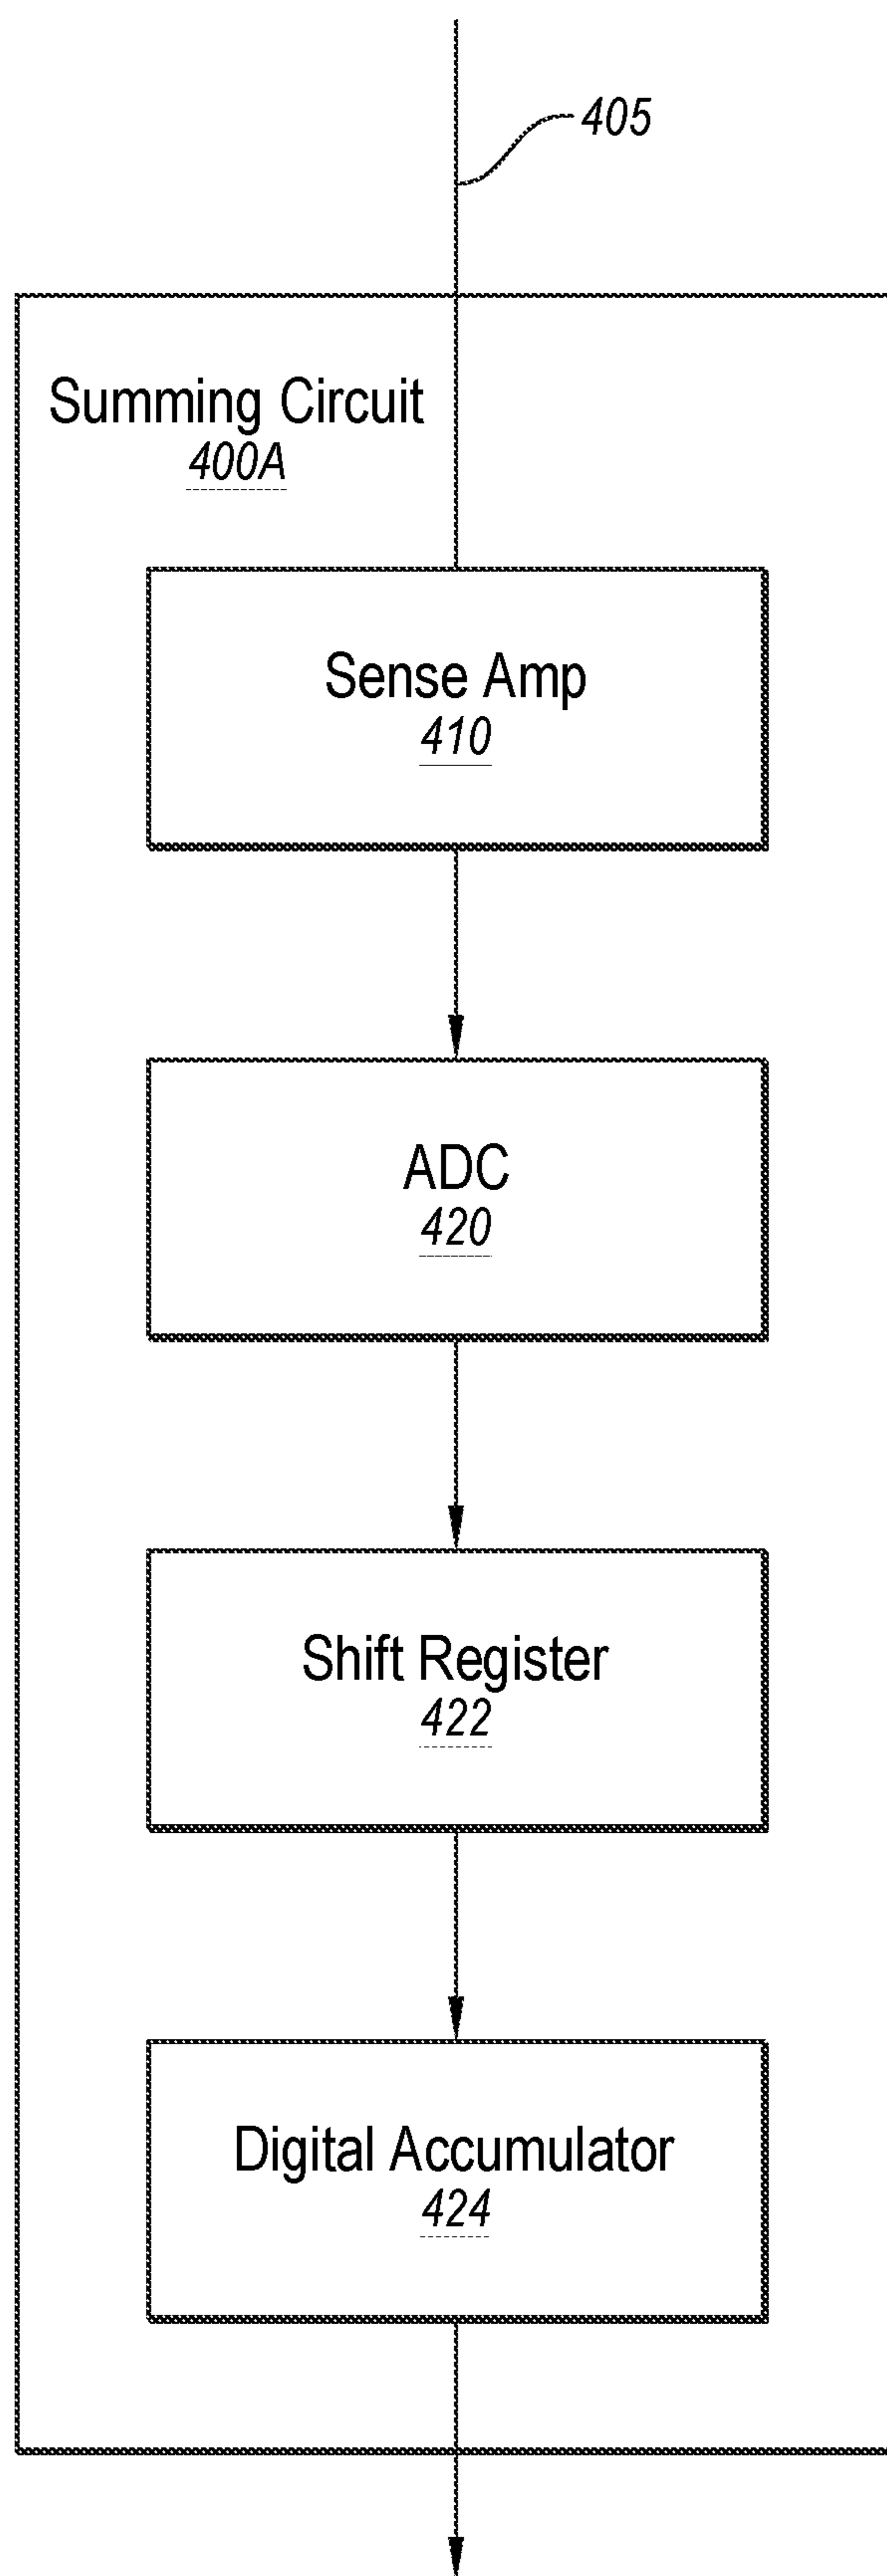 405
Summing Circuit
400A
Sense Amp
410
ADC
420
Shift Register
422
Digital Accumulator
424